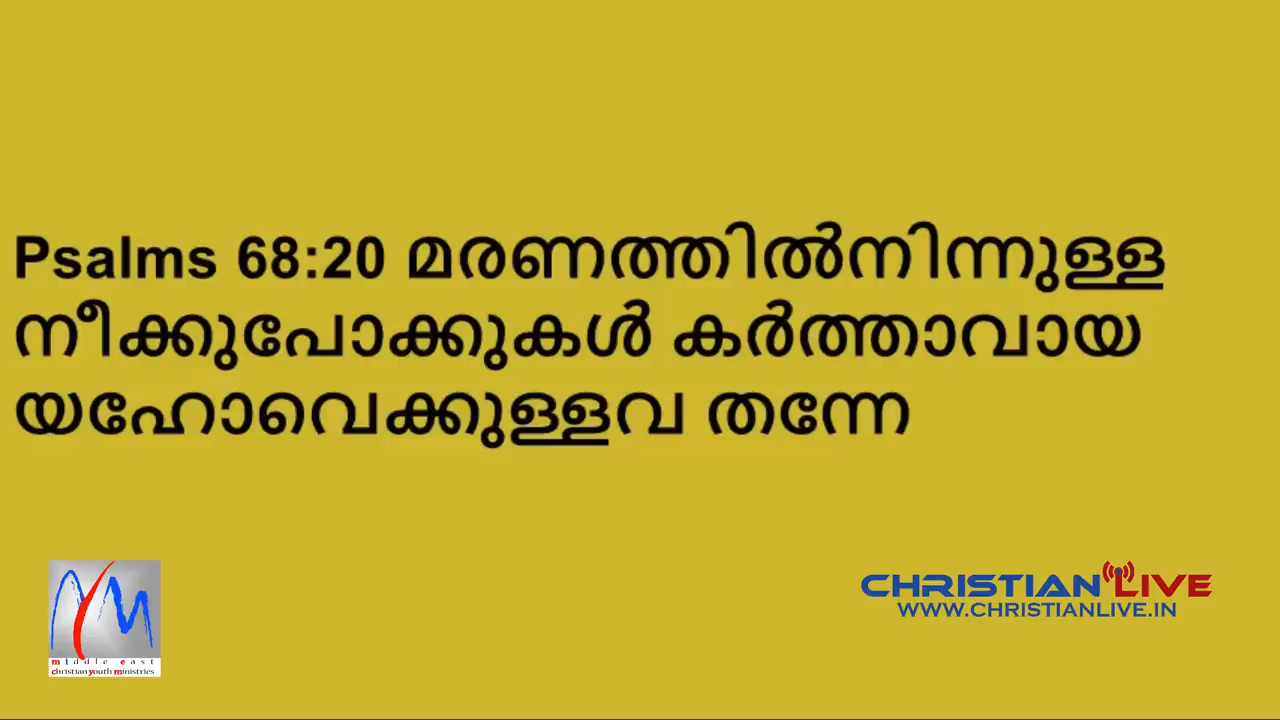 Psalms 68:20 മരണത്തിൽനിന്നുള്ള
നീക്കുപോക്കുകൾ കർത്താവായ
യഹോവെക്കുള്ളവ തന്നേ
middle east
christian youth ministries
CHRISTIAN LIVE
WWW.CHRISTIANLIVE.IN